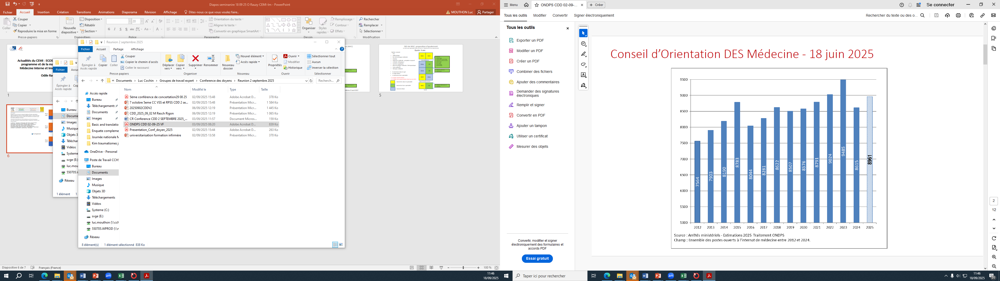 Diapos seminanire 18 09 25 O Rauzy CEMI-lm - PowerPoint
Fichier Accueil Insertion Création Transitions Animations Diaporama Révision Affichage Dites-nous ce que vous voulez faire.. MOUTHON Luc Partager
Coller Couper Copier Reproduire la mise en forme Presse-papiers
Nouvelle diapositive Disposition Rétablir Section Diapositives
20 G I S S abc AV Aa A Police
Orientation du texte Aligner le texte Convertir en graphique SmartArt Paragraphe
Organiser Styles rapides Remplissage Contour Effets Dessin
Rechercher Remplacer Sélectionner Modification
Actualités du CEMI : ECOS
programme et de la ma
Médecine Interne et Im
Odile Rau
1
6
DES de MIIC: proposition d'ajustement
Durée: 5 ans
5
Fichier Accu
Épingler à Accès rapide
Bureau
Docume
Images
Musique
Objets 3
Téléchar
Vidéos
Systeme
svge (E:)
luc.mou
550705.V
Réseau
1 élément 1
Reunion 2 septembre 2025
Fichier Accueil Partage Affichage
Épingler à Accès rapide Copier Coller Couper Copier le chemin d'accès Coller le raccourci Presse-papiers
Déplacer vers Copier vers Supprimer Renommer Organiser
Nouveau dossier Nouvel élément Accès rapide Nouveau
Propriétés Ouvrir Modifier Historique Ouvrir
Sélectionner tout Aucun Inverser la sélection Sélectionner
« Documents > Luc Cochin > Groupes de travail expert > Conference des doyens > Reunion 2 septembre 2025 Recherch...
Nom Modifié le Type Taille
5ème conférence de concertation29 08 25 02/09/2025 15:48 Adobe Acrobat D... 378 Ko
7 octobre 5eme CC VSS et RPSS CDD 2 se... 02/09/2025 15:48 Présentation Micr... 1 584 Ko
20250902CDDV2 06/09/2025 12:19 Présentation Micr... 1 445 Ko
CDD_2025_09_02 M Resch Rigon 06/09/2025 12:19 Présentation Micr... 1 065 Ko
CR Conference CDD 2 SEPTEMBRE 2025_... 03/09/2025 11:57 Document Micros... 159 Ko
ONDPS CDD 02-09-25 VF 03/09/2025 08:20 Adobe Acrobat D... 839 Ko
Presentation_Conf_doyen_2025 02/09/2025 15:44 Adobe Acrobat D... 263 Ko
universitarisation formation infirmère 02/09/2025 13:58 Présentation Micr... 370 Ko
Accès rapide
Bureau
Téléchargements
Documents
Images
Basic and translatio
Enquete compleme
Journée nationale M
Kim traumatismes j
OneDrive - Personal
Poste de Travail CCHS
Bureau
Documents
Images
Musique
Objets 3D
Téléchargements
Vidéos
Systeme (C:)
svge (E:)
luc.mouthon (\\cch
550705.WPROD (\\n
Réseau
8 élément(s) 1 élément sélectionné 838 Ko
Diapositive 6 de 7 Français (France) 100 %
11:46
18/09/2025
Menu ONDPS CDD 02-09-... Créer Se connecter
Tous les outils Modifier Convertir Signer électroniquement Rechercher du texte ou des o...
Tous les outils
Exporter un PDF
Modifier un PDF
Créer un PDF
Combiner des fichiers
Ajouter des commentaires
Demander des signatures
électroniques
Remplir et signer
Convertir en PDF
Ajouter un tampon
Utiliser un certificat
Mesurer des objets
Convertir, modifier et signer
électroniquement des formulaires et
accords PDF
Essai gratuit
Conseil d'Orientation DES Médecine - 18 juin 2025
9500
9000
8500
8000
7500
7000
6500
6000
5500
5000
7564 7903 8190 8783 8044 8281 8622 8507 8576 8791 9024 9485 8615 8961
2012 2013 2014 2015 2016 2017 2018 2019 2020 2021 2022 2023 2024 2025
Source : Arrêtés ministériels - Estimations 2025 Traitement ONDPS
Champ : Ensemble des postes ouverts à l'internat de médecine entre 2012 et 2024.
2
12
Taper ici pour rechercher
11:46
18/09/2025
20